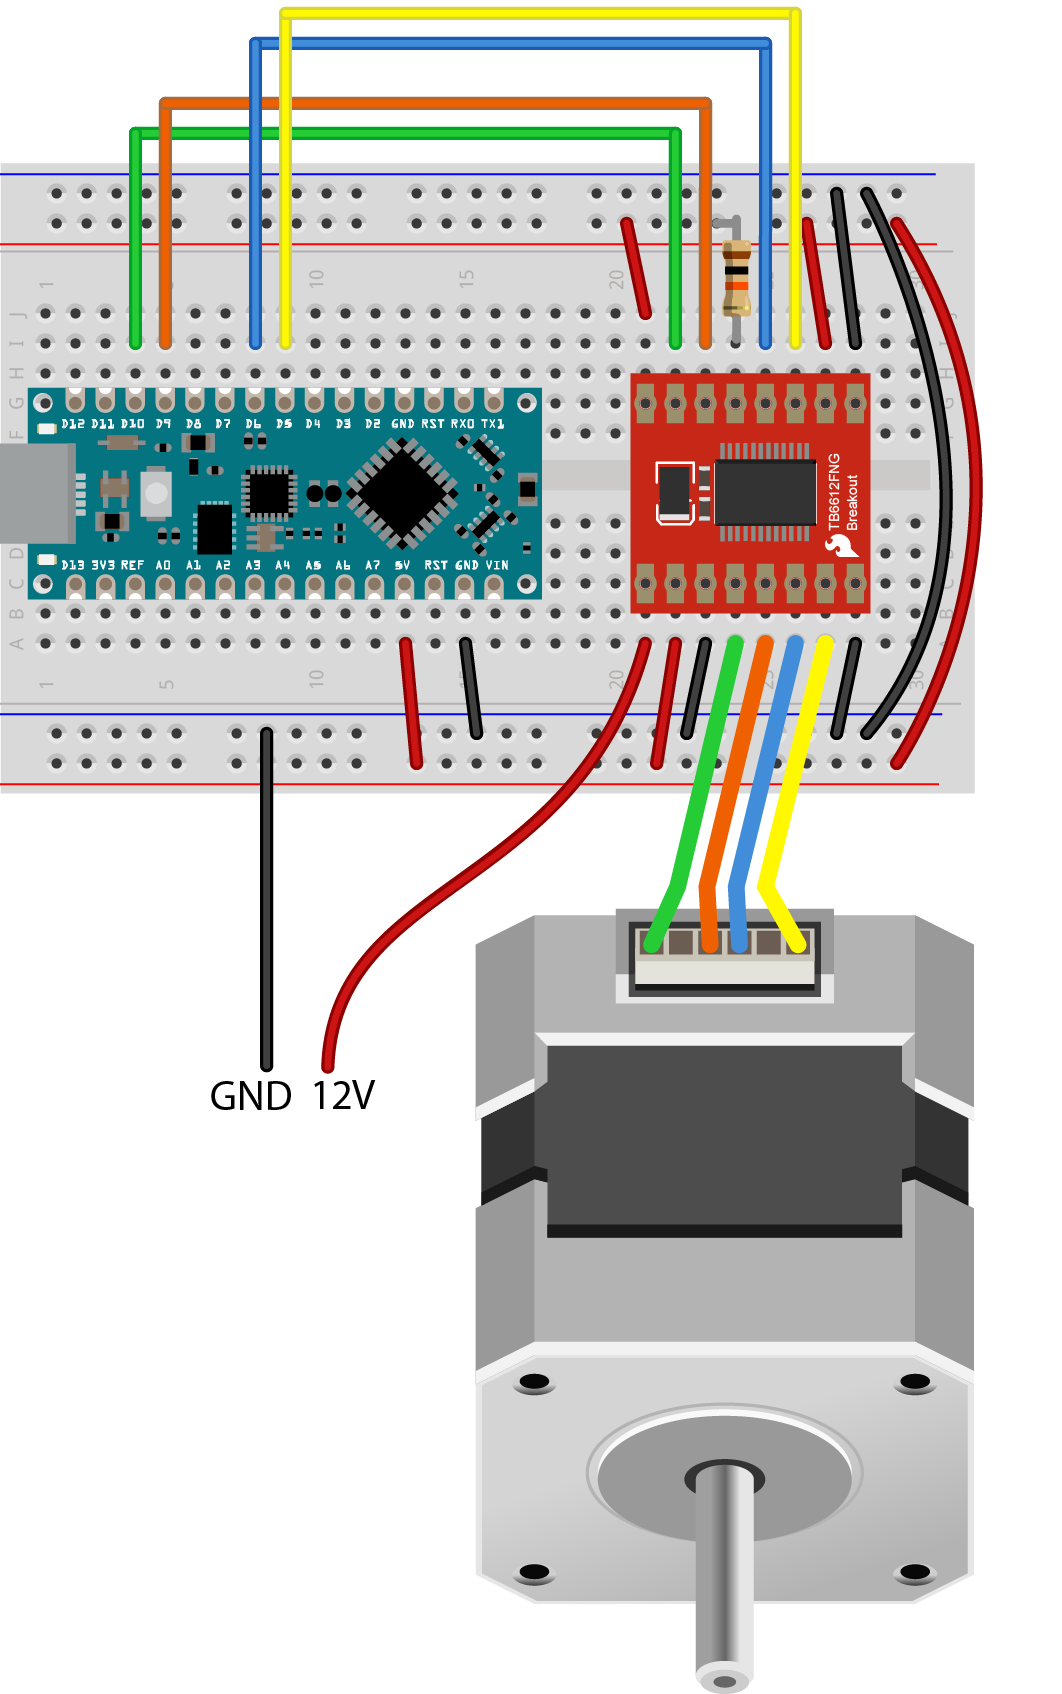 1
5
10
15
20
25
30
J
I
H
G
F
J
I
H
G
D12 D11 D10 D9 D8 D7 D6 D5 D4 D3 D2 GND RST RX0 TX1
TB6612FNG
Breakout
D13 3V3 REF A0 A1 A2 A3 A4 A5 A6 A7 5V RST GND VIN
D
C
B
A
B
C
B
A
1
5
10
15
20
25
30
GND 12V